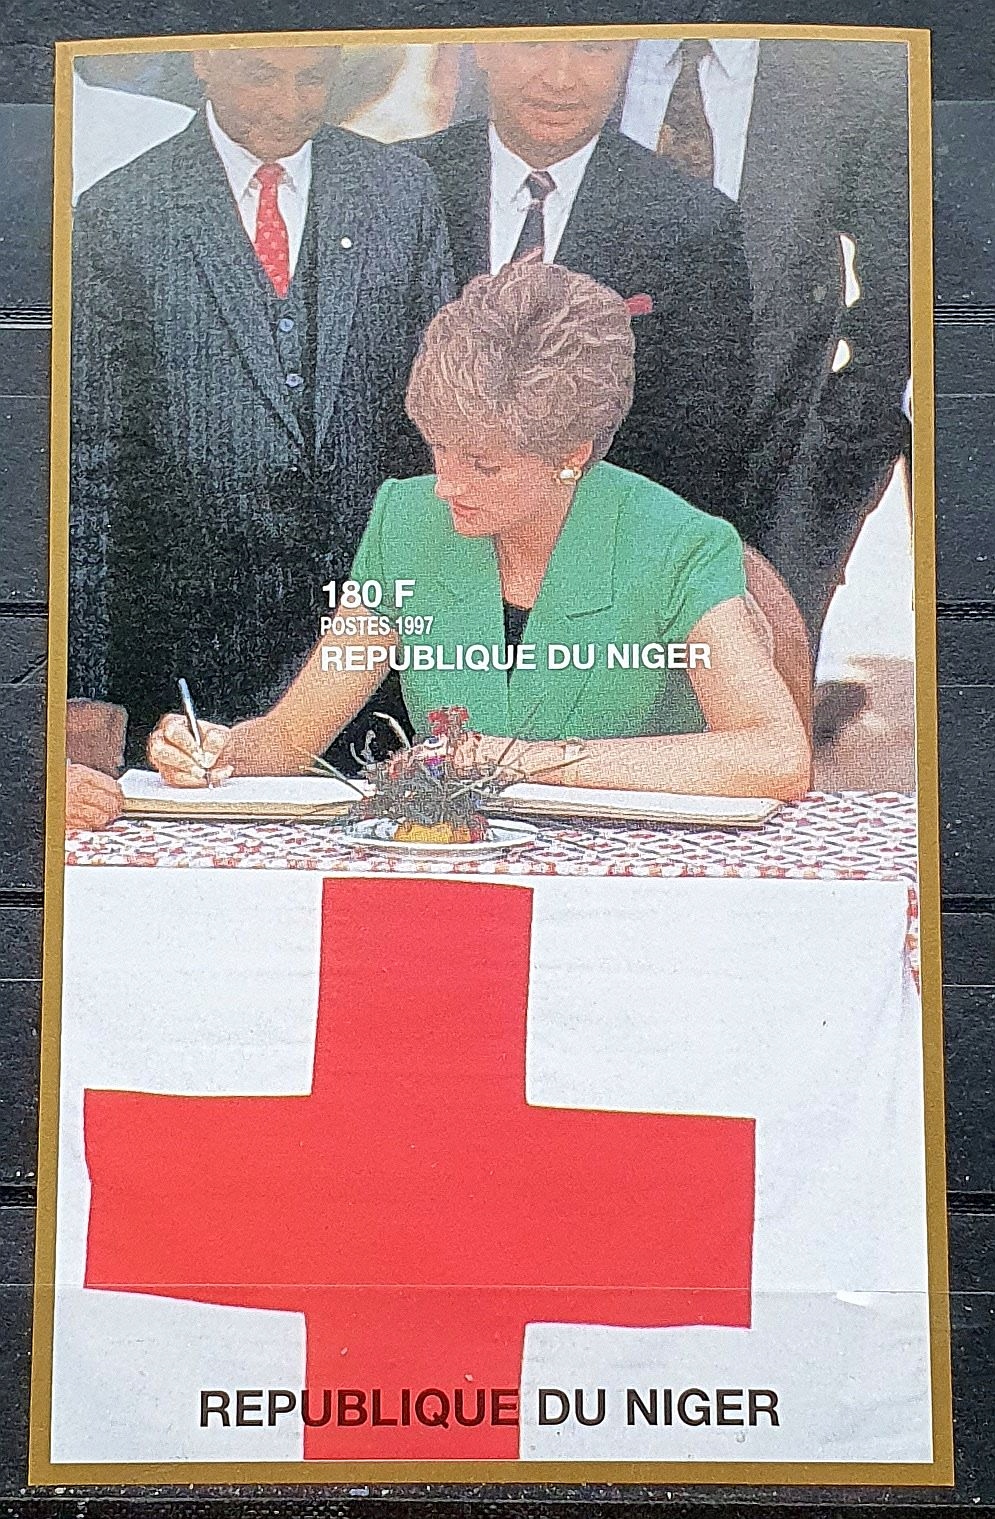 180 F
POSTES 1997
REPUBLIQUE DU NIGER
REPUBLIQUE DU NIGER